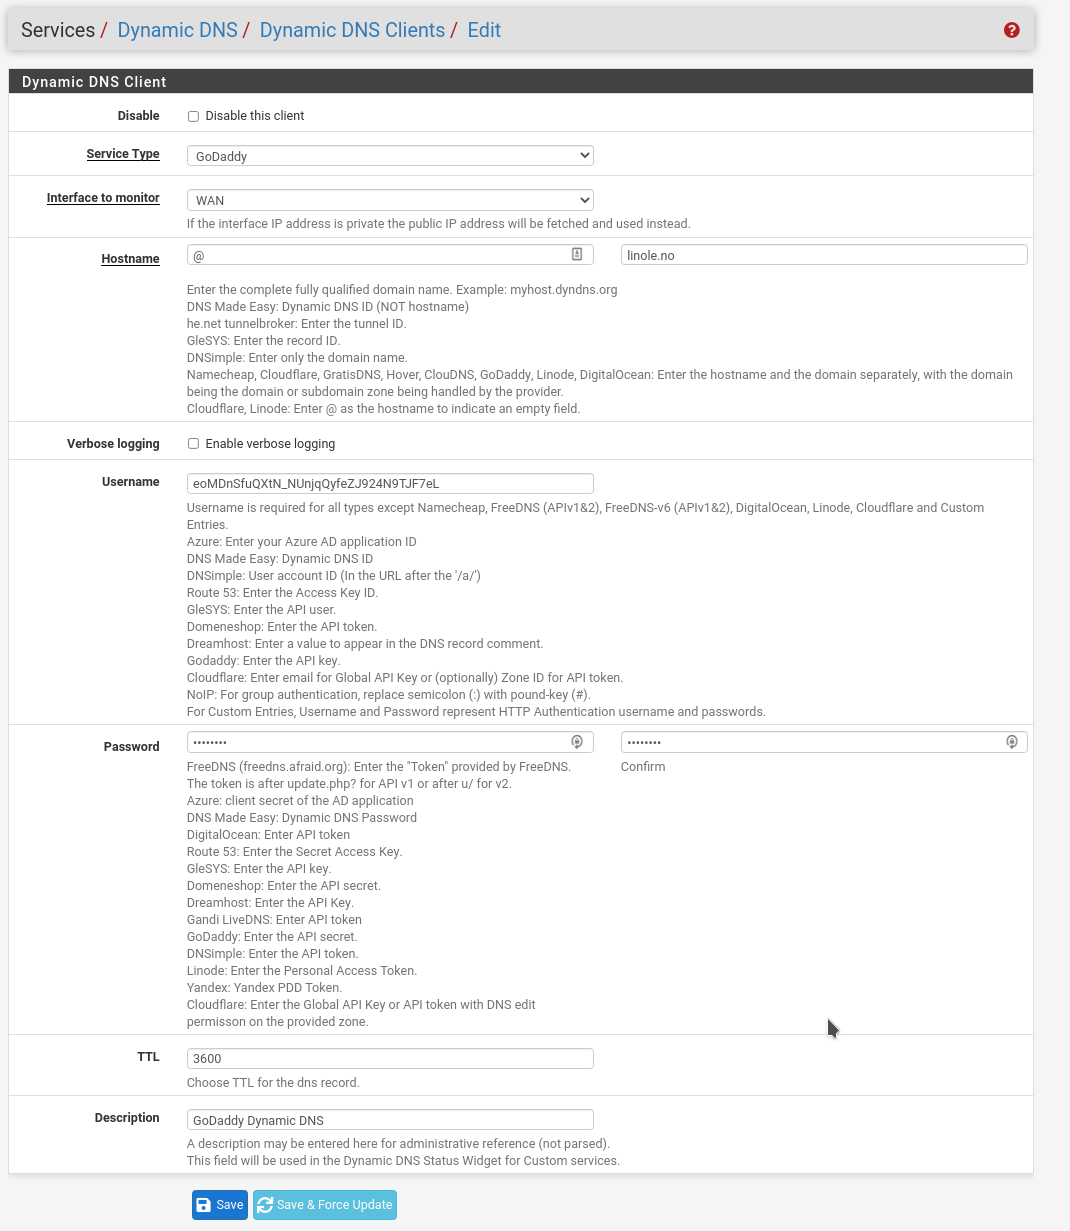 Services / Dynamic DNS / Dynamic DNS Clients / Edit
Dynamic DNS Client
Disable
Disable this client
Service Type
GoDaddy
Interface to monitor
WAN
If the interface IP address is private the public IP address will be fetched and used instead.
Hostname
@
linole.no
Enter the complete fully qualified domain name. Example: myhost.dyndns.org
DNS Made Easy: Dynamic DNS ID (NOT hostname)
he.net tunnelbroker: Enter the tunnel ID.
GleSYS: Enter the record ID.
DNSimple: Enter only the domain name.
Namecheap, Cloudflare, GratisDNS, Hover, ClouDNS, GoDaddy, Linode, DigitalOcean: Enter the hostname and the domain separately, with the domain
being the domain or subdomain zone being handled by the provider.
Cloudflare, Linode: Enter @ as the hostname to indicate an empty field.
Verbose logging
Enable verbose logging
Username
eoMDnSfuQXtN_NUnjqQyfeZJ924N9TJF7eL
Username is required for all types except Namecheap, FreeDNS (APIv1&2), FreeDNS-v6 (APIv1&2), DigitalOcean, Linode, Cloudflare and Custom
Entries.
Azure: Enter your Azure AD application ID
DNS Made Easy: Dynamic DNS ID
DNSimple: User account ID (In the URL after the '/a/')
Route 53: Enter the Access Key ID.
GleSYS: Enter the API user.
Domeneshop: Enter the API token.
Dreamhost: Enter a value to appear in the DNS record comment.
Godaddy: Enter the API key.
Cloudflare: Enter email for Global API Key or (optionally) Zone ID for API token.
NoIP: For group authentication, replace semicolon (:) with pound-key (#).
For Custom Entries, Username and Password represent HTTP Authentication username and passwords.
Password
••••••••
••••••••
Confirm
FreeDNS (freedns.afraid.org): Enter the "Token" provided by FreeDNS.
The token is after update.php? for API v1 or after u/ for v2.
Azure: client secret of the AD application
DNS Made Easy: Dynamic DNS Password
DigitalOcean: Enter API token
Route 53: Enter the Secret Access Key.
GleSYS: Enter the API key.
Domeneshop: Enter the API secret.
Dreamhost: Enter the API Key.
Gandi LiveDNS: Enter API token
GoDaddy: Enter the API secret.
DNSimple: Enter the API token.
Linode: Enter the Personal Access Token.
Yandex: Yandex PDD Token.
Cloudflare: Enter the Global API Key or API token with DNS edit
permisson on the provided zone.
TTL
3600
Choose TTL for the dns record.
Description
GoDaddy Dynamic DNS
A description may be entered here for administrative reference (not parsed).
This field will be used in the Dynamic DNS Status Widget for Custom services.
Save
Save & Force Update